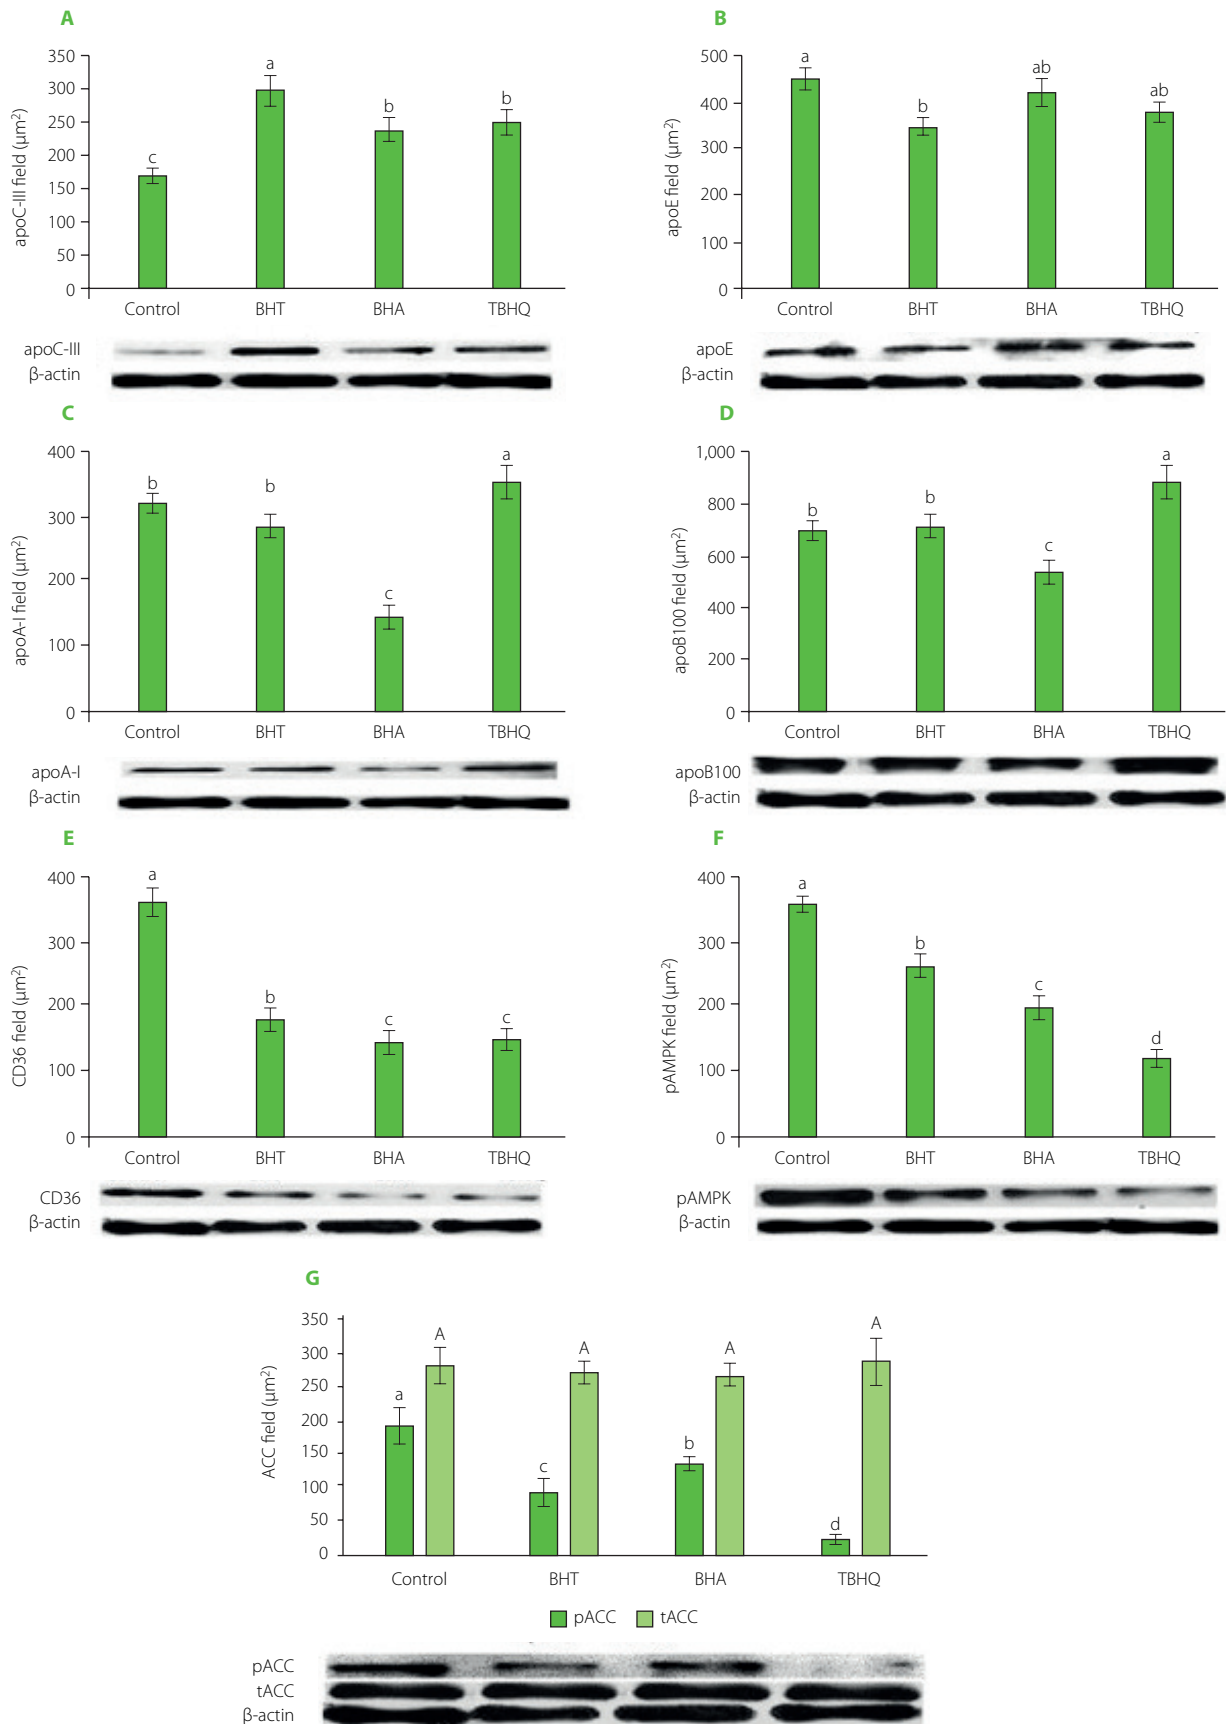 A
350
300
250
200
150
100
50
0
apoC-III field (μm²)
c
a
b
b
Control BHT BHA TBHQ
apoC-III
β-actin
B
500
400
300
200
100
0
apoE field (μm²)
a
b
ab
ab
Control BHT BHA TBHQ
apoE
β-actin
C
400
300
200
100
0
apoA-I field (μm²)
b
b
c
a
Control BHT BHA TBHQ
apoA-I
β-actin
D
1,000
800
600
400
200
0
apoB100 field (μm²)
b
b
c
a
Control BHT BHA TBHQ
apoB100
β-actin
E
400
300
200
100
0
CD36 field (μm²)
a
b
c
c
Control BHT BHA TBHQ
CD36
β-actin
F
400
300
200
100
0
pAMPK field (μm²)
a
b
c
d
Control BHT BHA TBHQ
pAMPK
β-actin
G
350
300
250
200
150
100
50
0
ACC field (μm²)
a
A
c
A
b
A
d
A
Control BHT BHA TBHQ
pACC tACC
pACC
tACC
β-actin